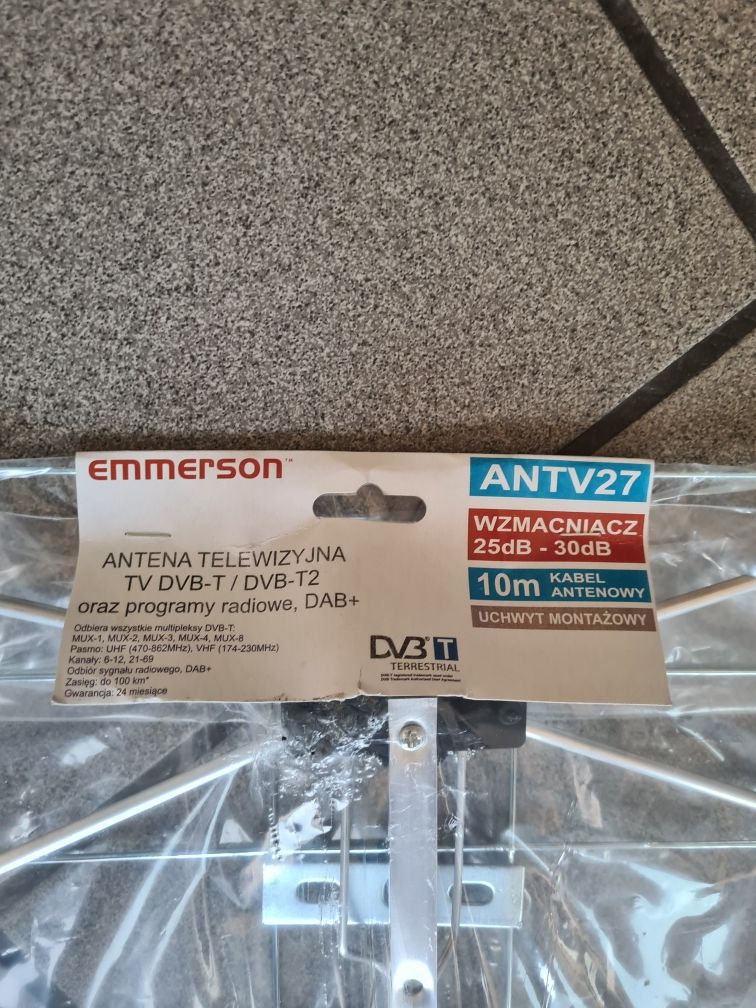 emmerson™
ANTENA TELEWIZYJNA
TV DVB-T / DVB-T2
oraz programy radiowe, DAB+
Odbiera wszystkie multipleksy DVB-T:
MUX-1, MUX-2, MUX-3, MUX-4, MUX-8
Pasmo: UHF (470-862MHz), VHF (174-230MHz)
Kanały: 6-12, 21-69
Odbiór sygnału radiowego, DAB+
Zasięg: do 100 km*
Gwarancja: 24 miesiące
ANTV27
WZMACNIACZ
25dB - 30dB
10m KABEL ANTENOWY
UCHWYT MONTAŻOWY
DVB® T
TERRESTRIAL